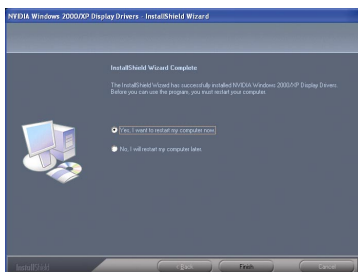 NVIDIA Windows 2000/XP Display Drivers - InstallShield Wizard
InstallShield Wizard Complete
The InstallShield Wizard has successfully installed NVIDIA Windows 2000/XP Display Drivers.
Before you can use the program, you must restart your computer.
Yes, I want to restart my computer now.
No, I will restart my computer later.
InstallShield
< Back
Finish
Cancel